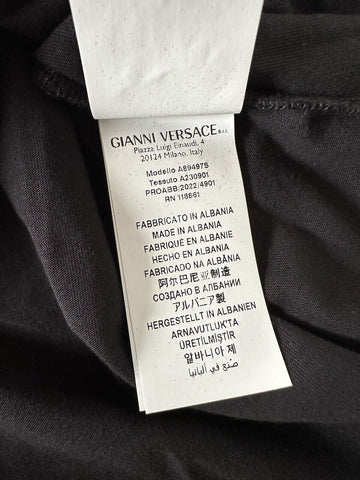 GIANNI VERSACE S.r.l.
Piazza Luigi Einaudi, 4
20124 Milano, Italy
Modello A89497S
Tessuto A230901
PROABB/2022/4901
RN 118661
FABBRICATO IN ALBANIA
MADE IN ALBANIA
FABRIQUÉ EN ALBANIE
HECHO EN ALBANIA
FABRICADO NA ALBÂNIA
阿尔巴尼亚制造
СОЗДАНО В АЛБАНИИ
アルバニア製
HERGESTELLT IN ALBANIEN
ARNAVUTLUK'TA
ÜRETİLMİŞTİR
알바니아 제
صنع في ألبانيا